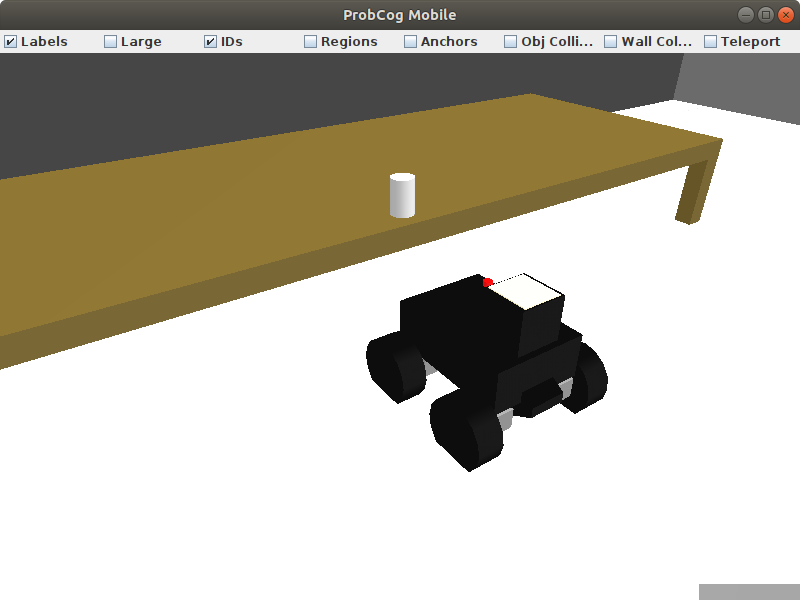 ProbCog Mobile
Labels Large IDs Regions Anchors Obj Colli... Wall Col... Teleport